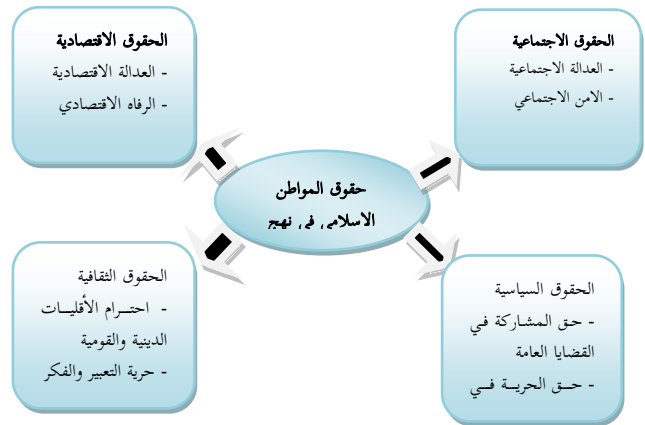 الحقوق الاجتماعية
- العدالة الاجتماعية
- الامن الاجتماعي
الحقوق الاقتصادية
- العدالة الاقتصادية
- الرفاه الاقتصادي
حقوق المواطن
الاسلامي في نهج
الحقوق السياسية
- حق المشاركة في
القضايا العامة
- حق الحرية في
الحقوق الثقافية
- احترام الأقليات
الدينية والقومية
- حرية التعبير والفكر